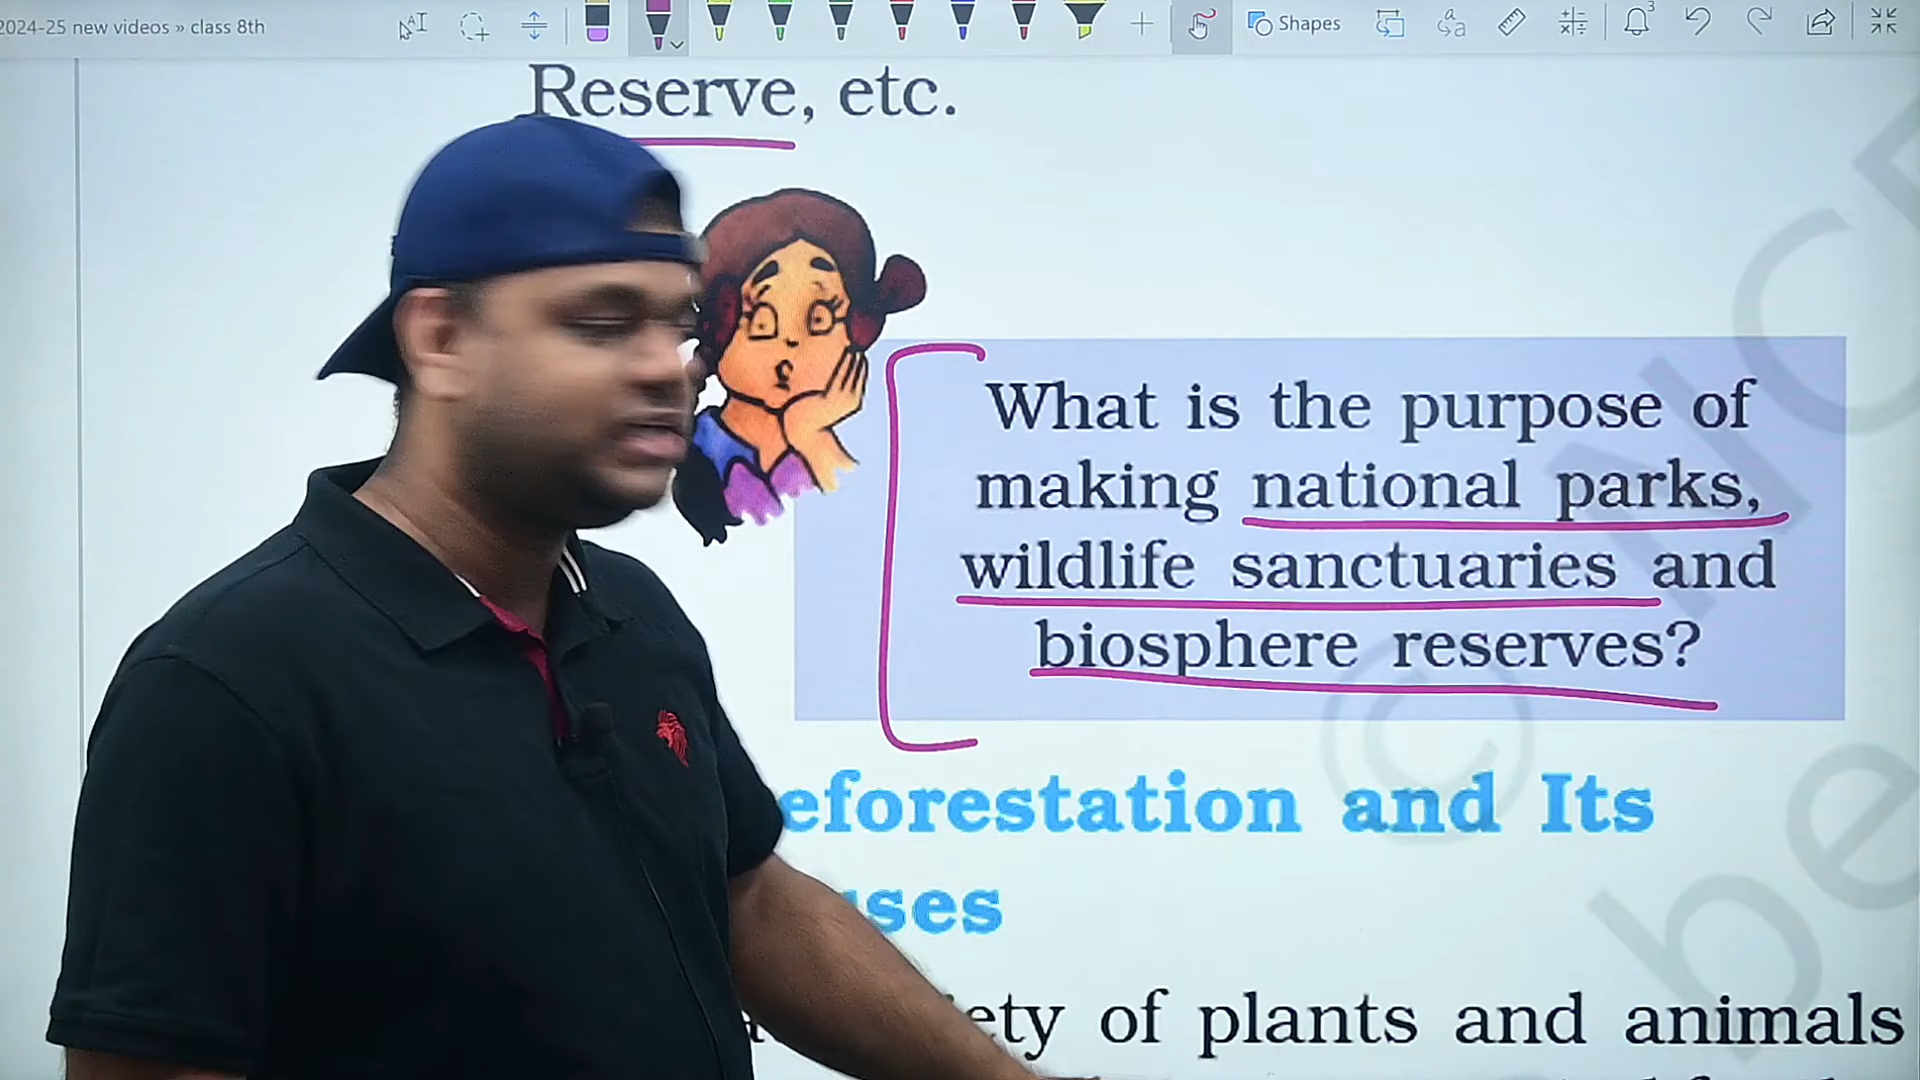 2024-25 new videos » class 8th
Shapes
3
Reserve, etc.
What is the purpose of
making national parks,
wildlife sanctuaries and
biosphere reserves?
eforestation and Its
ses
ety of plants and animals